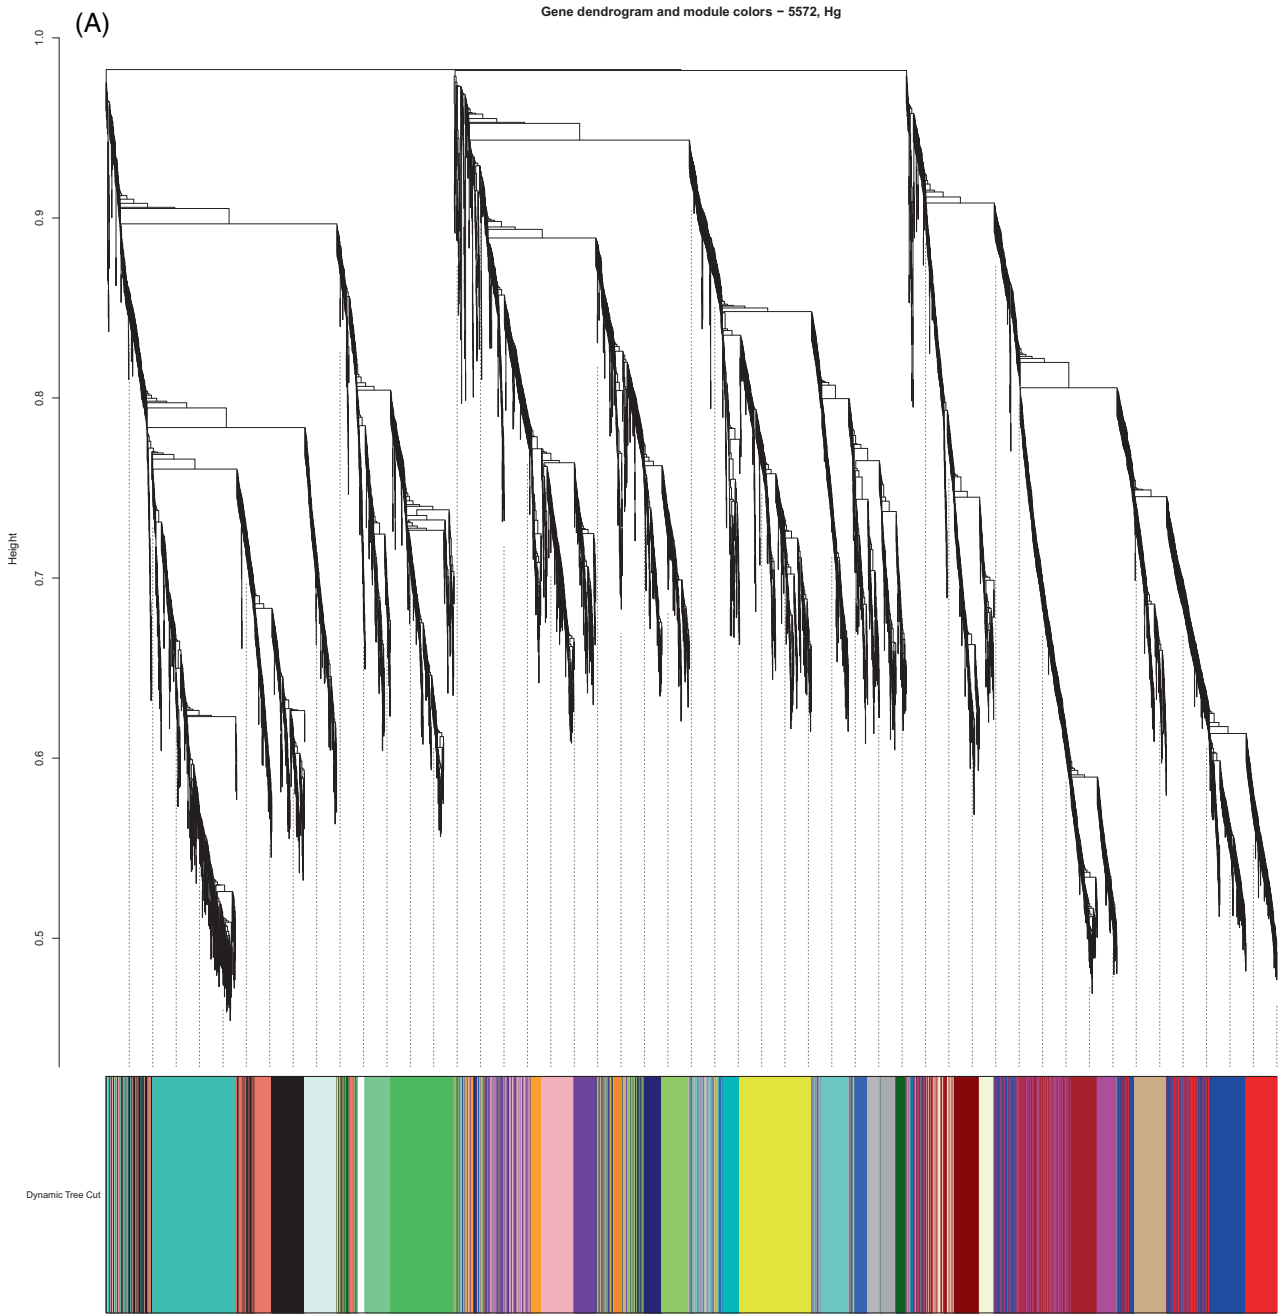 Gene dendrogram and module colors − 5572, Hg
(A)
1.0
0.9
0.8
0.7
0.6
0.5
Height
Dynamic Tree Cut